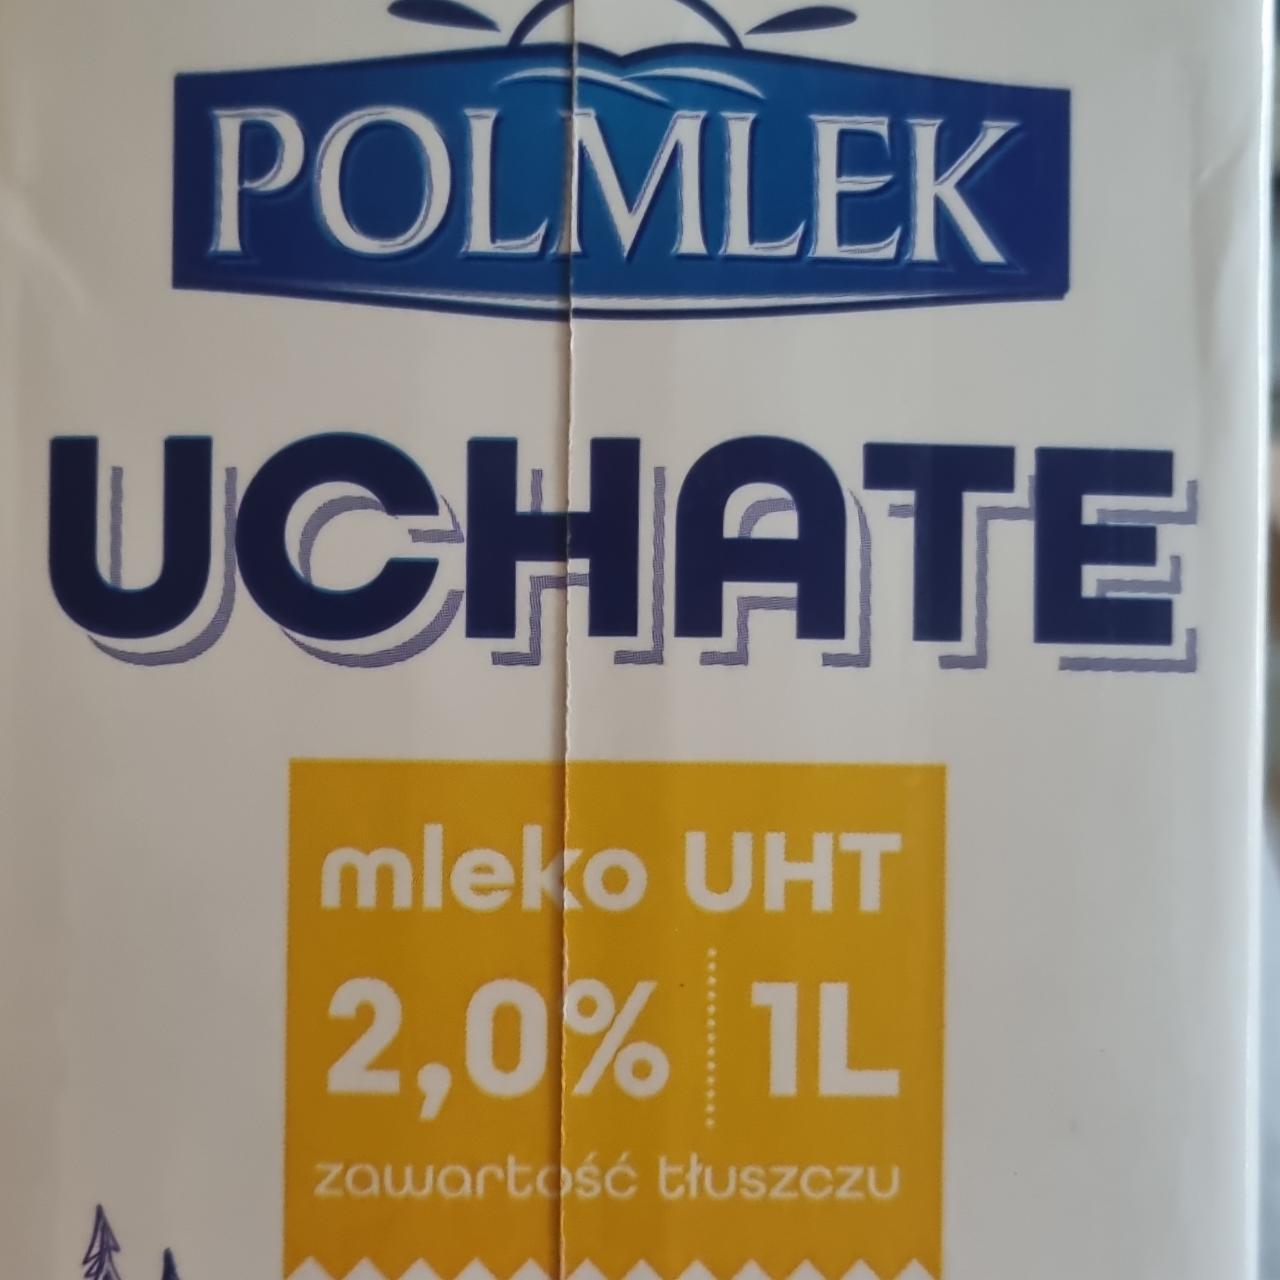 POLMLEK
UCHATE
mleko UHT
2,0% 1L
zawartość tłuszczu